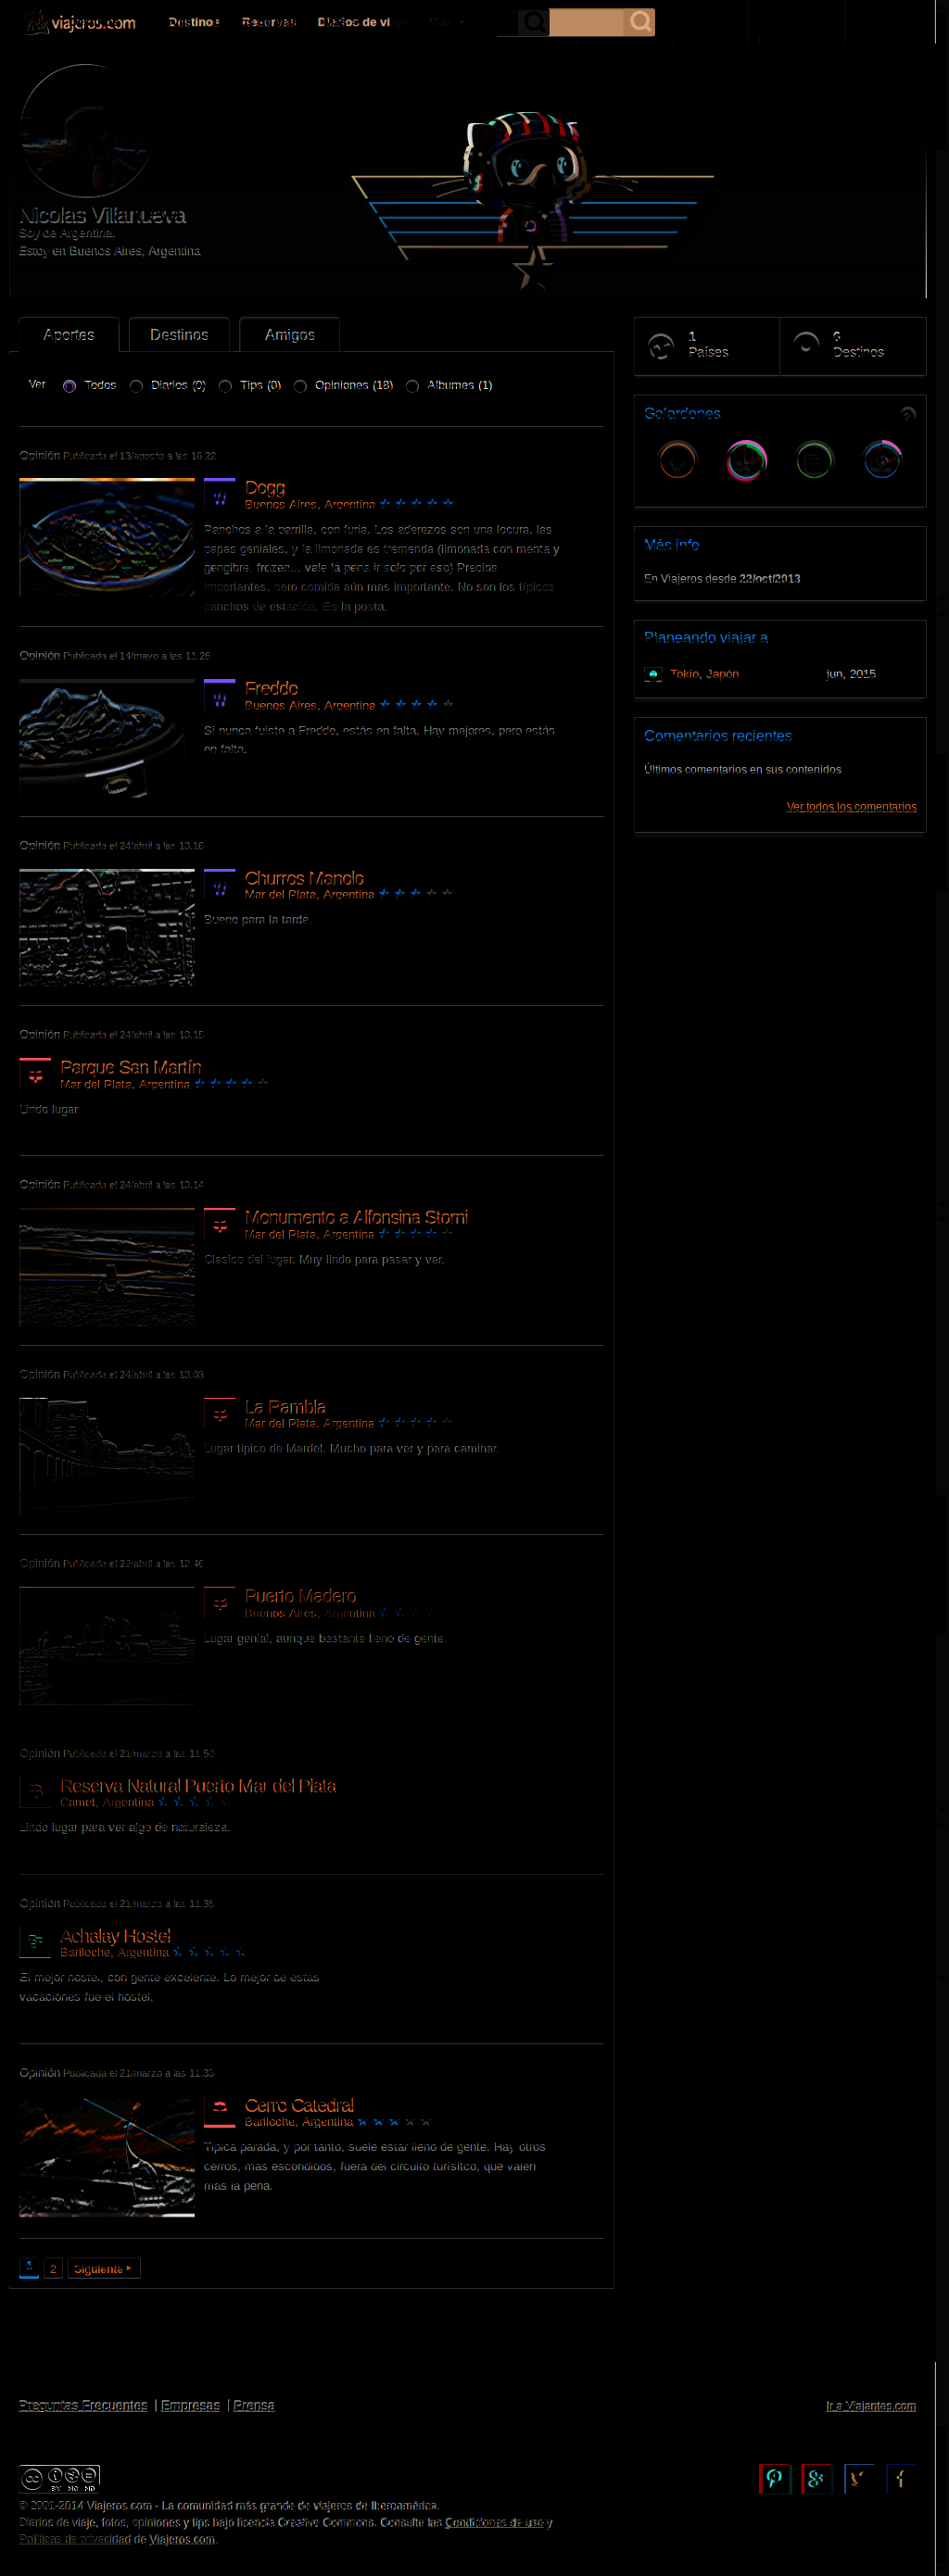 viajeros.com Destinos Reservas Diarios de viaje
Nicolas Villanueva
Soy de Argentina.
Estoy en Buenos Aires, Argentina
Aportes Destinos Amigos
Ver Todos Diarios (0) Tips (0) Opiniones (18) Albumes (1)
Opinión Publicada el 13/agosto a las 16.22
Dogg
Buenos Aires, Argentina
Panchos a la parrilla, con furia. Los aderezos son una locura, las
papas geniales, y la limonada es tremenda (limonada con menta y
gengibre, frozen... vale la pena ir solo por eso) Precios
importantes, pero comida aún más importante. No son los típicos
panchos de estación. Es la posta.
Opinión Publicada el 14/mayo a las 11.26
Freddo
Buenos Aires, Argentina
Si nunca fuiste a Freddo, estás en falta. Hay mejores, pero estás
en falta.
Opinión Publicada el 24/abril a las 13.16
Churros Manolo
Mar del Plata, Argentina
Bueno para la tarde.
Opinión Publicada el 24/abril a las 13.15
Parque San Martín
Mar del Plata, Argentina
Lindo lugar
Opinión Publicada el 24/abril a las 13.14
Monumento a Alfonsina Storni
Mar del Plata, Argentina
Clasico del lugar. Muy lindo para pasar y ver.
Opinión Publicada el 24/abril a las
La Rambla
Mar del Plata, Argentina
Lugar tipico de Mardel. Mucho para ver y para caminar.
Opinión Publicada el 22/abril a las 12.46
Puerto Madero
Buenos Aires, Argentina
Lugar genial, aunque bastante lleno de gente.
Opinión Publicada el 21/marzo a las 11.50
Reserva Natural Puerto Mar del Plata
Camet, Argentina
Lindo lugar para ver algo de naturaleza.
Opinión Publicada el 21/marzo a las
Achalay Hostel
Bariloche, Argentina
El mejor hostel, con gente excelente. Lo mejor de estas
vacaciones fue el hostel.
Opinión Publicada el 21/marzo a las
Cerro Catedral
Bariloche, Argentina
Tipica parada, y por tanto, suele estar lleno de gente. Hay otros
cerros, mas escondidos, fuera del circuito turísitco, que valen
mas la pena.
1 2 Siguiente
1
Países
6
Destinos
Galardones
Más info
En Viajeros desde 22/oct/2013
Planeando viajar a
Tokio, Japón jun, 2015
Comentarios recientes
Últimos comentarios en sus contenidos
Ver todos los comentarios
Preguntas Frecuentes | Empresas | Prensa
Ir a Viajantes.com
BY NC ND
© 2001-2014 Viajeros.com - La comunidad más grande de viajeros de Iberoamérica.
Diarios de viaje, fotos, opiniones y tips bajo licencia Creative Commons. Consulte las Condiciones de uso y
Políticas de privacidad de Viajeros.com.